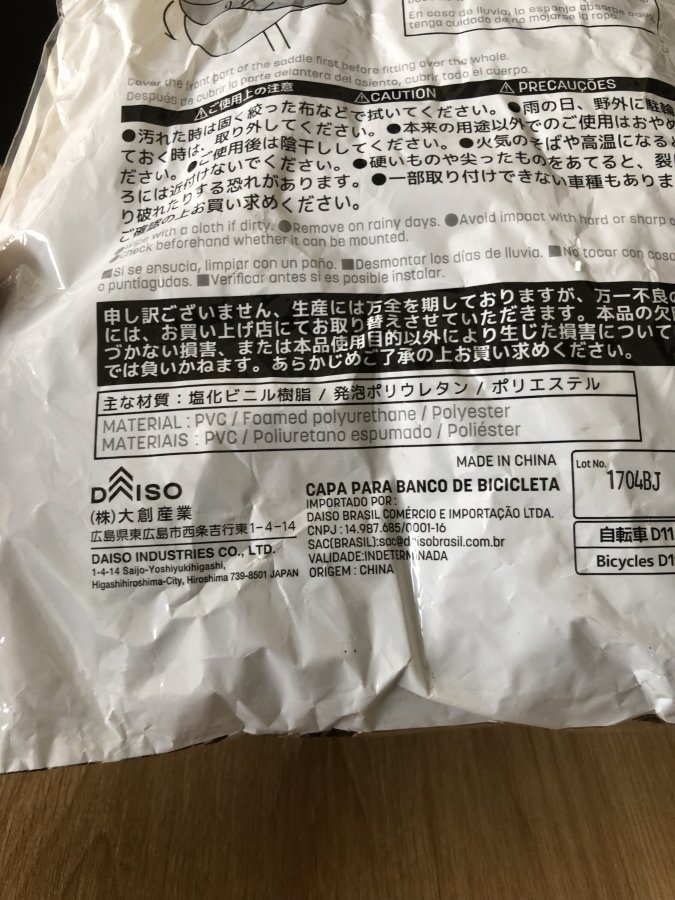 En caso de lluvia, la esponja absorbe
tenga cuidado de no mojarse la ropa.
Cover the front part of the saddle first before fitting over the whole.
Después de cubrir la parte delantera del asiento, cubrir todo el cuerpo.
⚠ご使用上の注意 ⚠CAUTION ⚠PRECAUÇÕES
●汚れた時は固く絞った布などで拭いてください。●雨の日、野外に駐輪
ておく時は、取り外してください。●本来の用途以外でのご使用はおやめ
ださい。●ご使用後は陰干ししてください。●火気のそばや高温になると
ろには近付けないでください。●硬いものや尖ったものをあてると、裂
り破れたりする恐れがあります。●一部取り付けできない車種もありま
ご確認の上お買い求めください。
wipe with a cloth if dirty. ●Remove on rainy days. ●Avoid impact with hard or sharp
check beforehand whether it can be mounted.
■Si se ensucia, limpiar con un paño. ■Desmontar los días de lluvia. ■No tocar con cosa
o puntiagudas. ■Verificar antes si es posible instalar.
申し訳ございません、生産には万全を期しておりますが、万一不良の
には、お買い上げ店にてお取り替えさせていただきます。本品の欠
づかない損害、または本品使用目的以外により生じた損害について
では負いかねます。あらかじめご了承の上お買い求めください。
主な材質：塩化ビニル樹脂 / 発泡ポリウレタン / ポリエステル
MATERIAL : PVC / Foamed polyurethane / Polyester
MATERIAIS : PVC / Poliuretano espumado / Poliéster
MADE IN CHINA
Lot No.
1704BJ
DAISO
(株)大創産業
広島県東広島市西条吉行東1-4-14
DAISO INDUSTRIES CO., LTD.
1-4-14 Saijo-Yoshiyukihigashi,
Higashihiroshima-City, Hiroshima 739-8501 JAPAN
CAPA PARA BANCO DE BICICLETA
IMPORTADO POR:
DAISO BRASIL COMÉRCIO E IMPORTAÇÃO LTDA.
CNPJ : 14.987.685/0001-16
SAC(BRASIL):sac@daisobrasil.com.br
VALIDADE:INDETERMINADA
ORIGEM : CHINA
自転車 D11
Bicycles D11